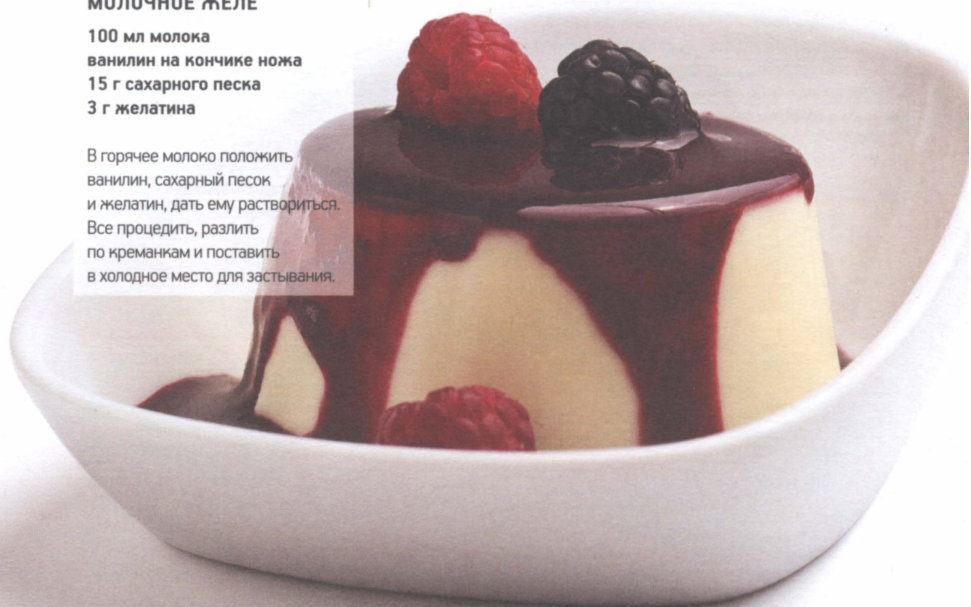 МОЛОЧНОЕ ЖЕЛЕ
100 мл молока
ванилин на кончике ножа
15 г сахарного песка
3 г желатина
В горячее молоко положить
ванилин, сахарный песок
и желатин, дать ему раствориться.
Все процедить, разлить
по креманкам и поставить
в холодное место для застывания.